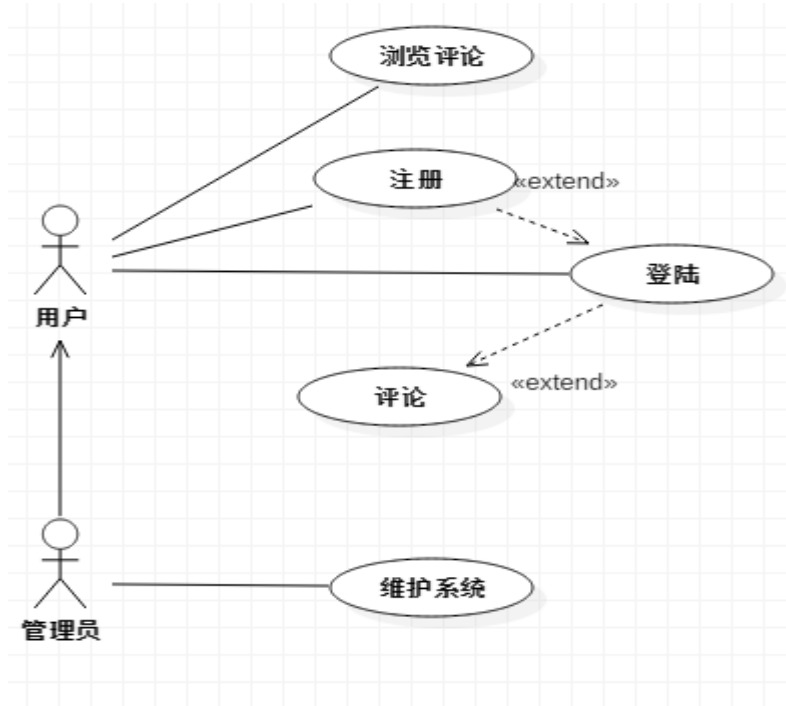 浏览评论
注册
«extend»
登陆
用户
评论
«extend»
维护系统
管理员